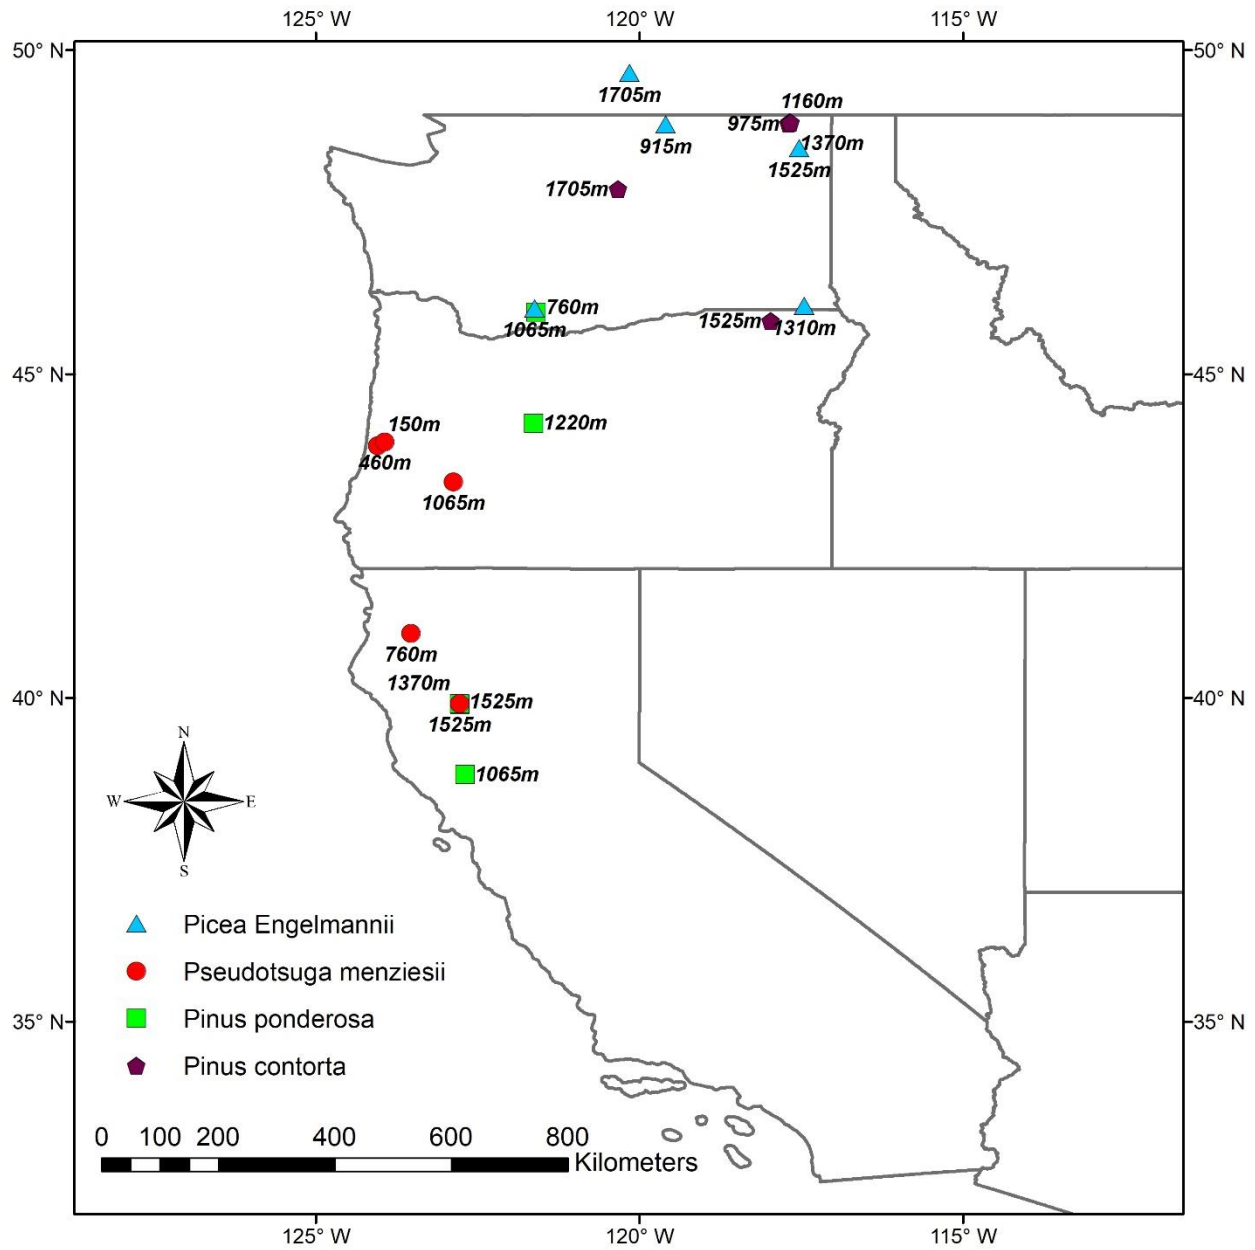 125° W 120° W 115° W
50° N 50° N
1705m
1160m
975m
915m
1370m
1525m
1705m
760m
1065m
1525m
1310m
45° N 45° N
1220m
150m
460m
1065m
760m
1370m
40° N 1525m 40° N
1525m
N
1065m
W E
S
Picea Engelmannii
Pseudotsuga menziesii
Pinus ponderosa
35° N 35° N
Pinus contorta
0 100 200 400 600 800
Kilometers
125° W 120° W 115° W